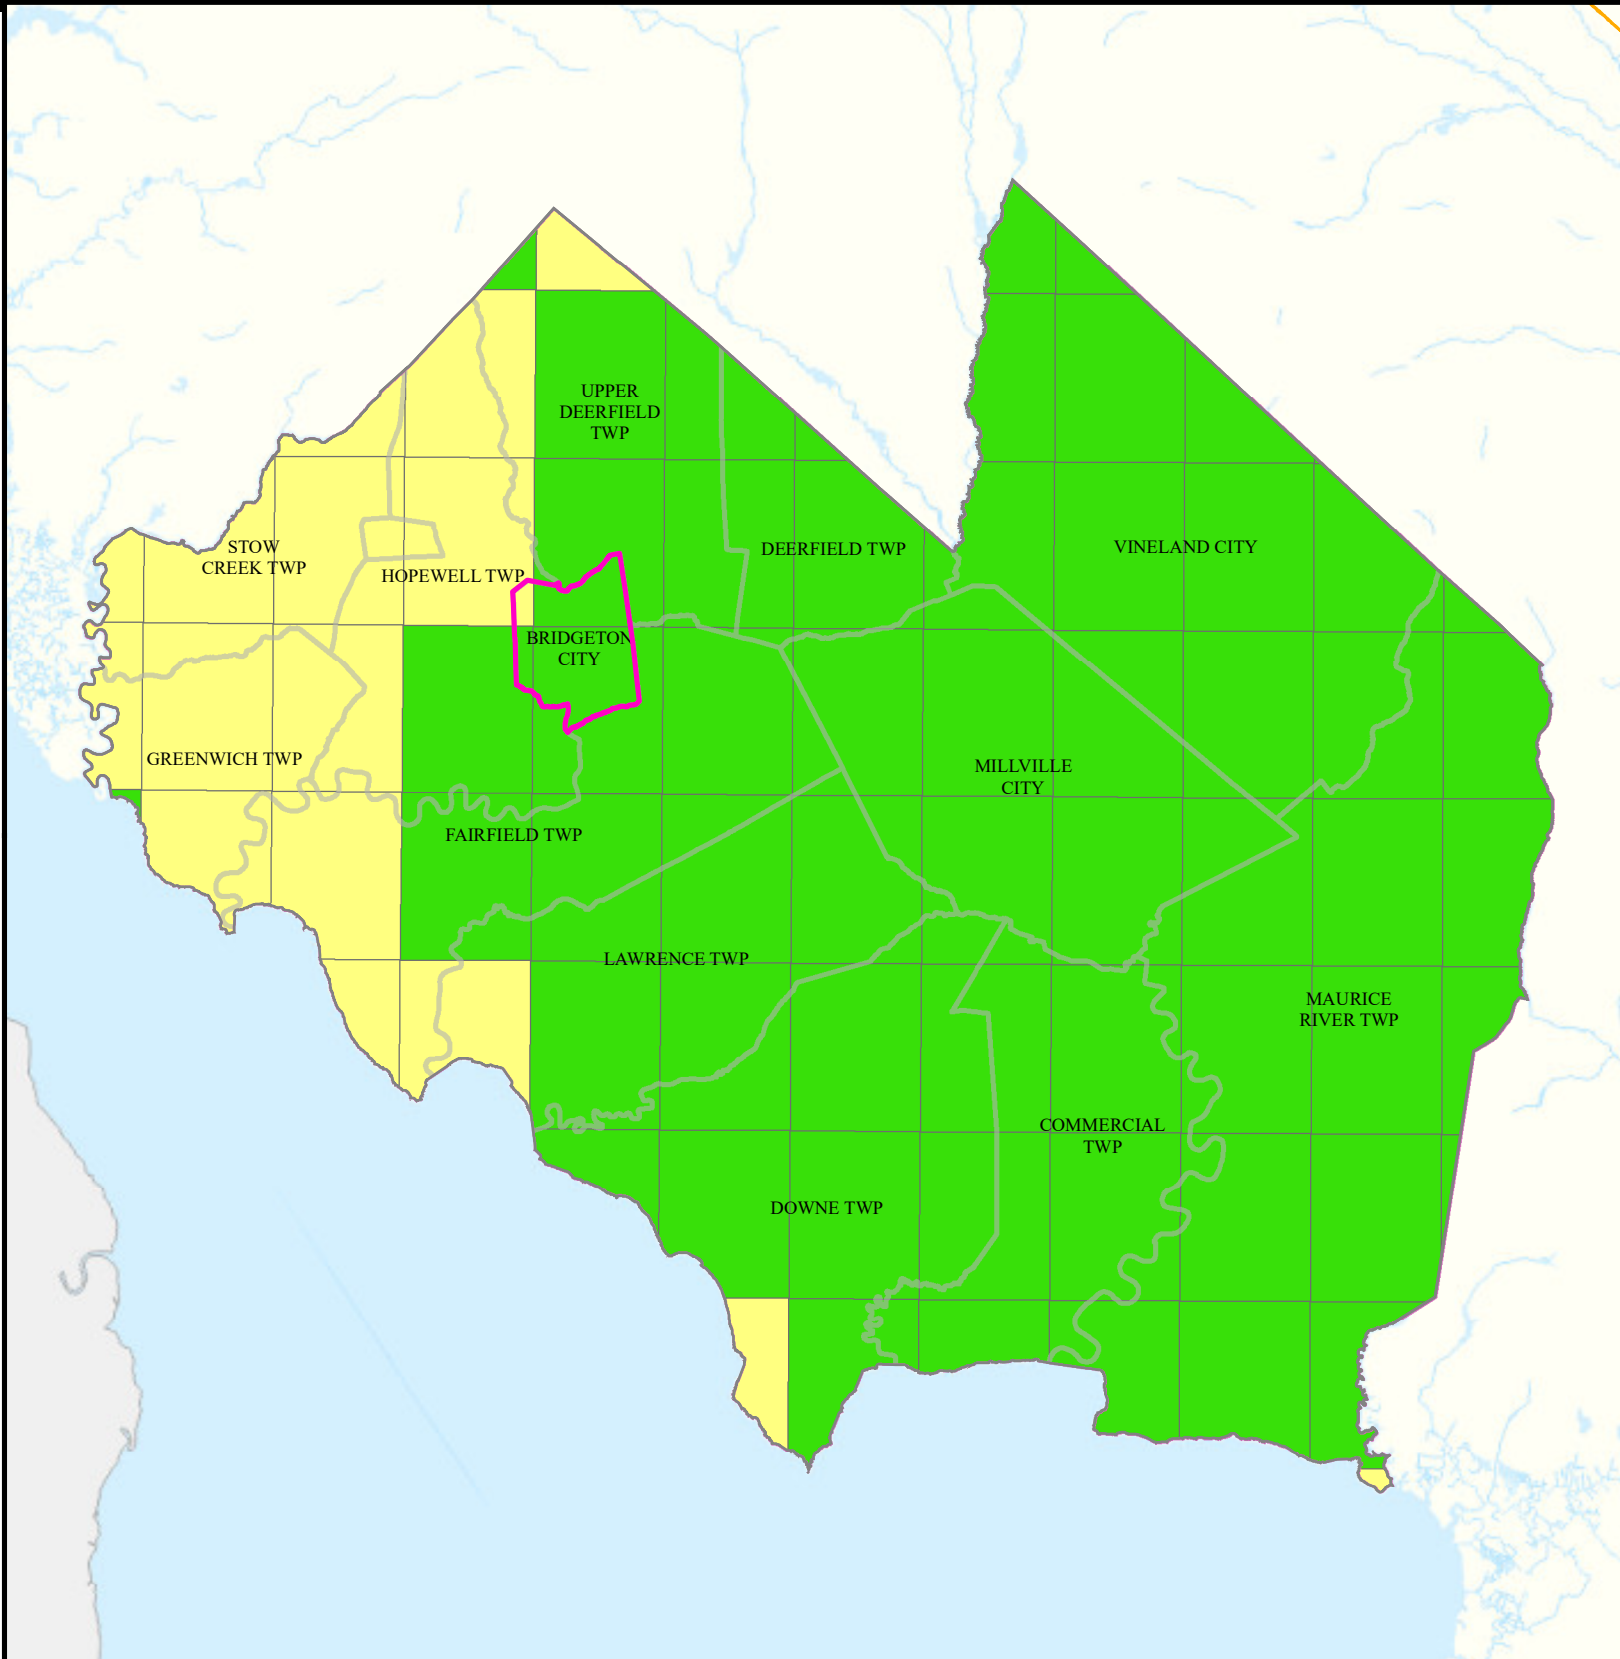 UPPER
DEERFIELD
TWP
STOW
CREEK TWP
HOPEWELL TWP
DEERFIELD TWP
VINELAND CITY
BRIDGETON
CITY
GREENWICH TWP
MILLVILLE
CITY
FAIRFIELD TWP
LAWRENCE TWP
MAURICE
RIVER TWP
COMMERCIAL
TWP
DOWNE TWP